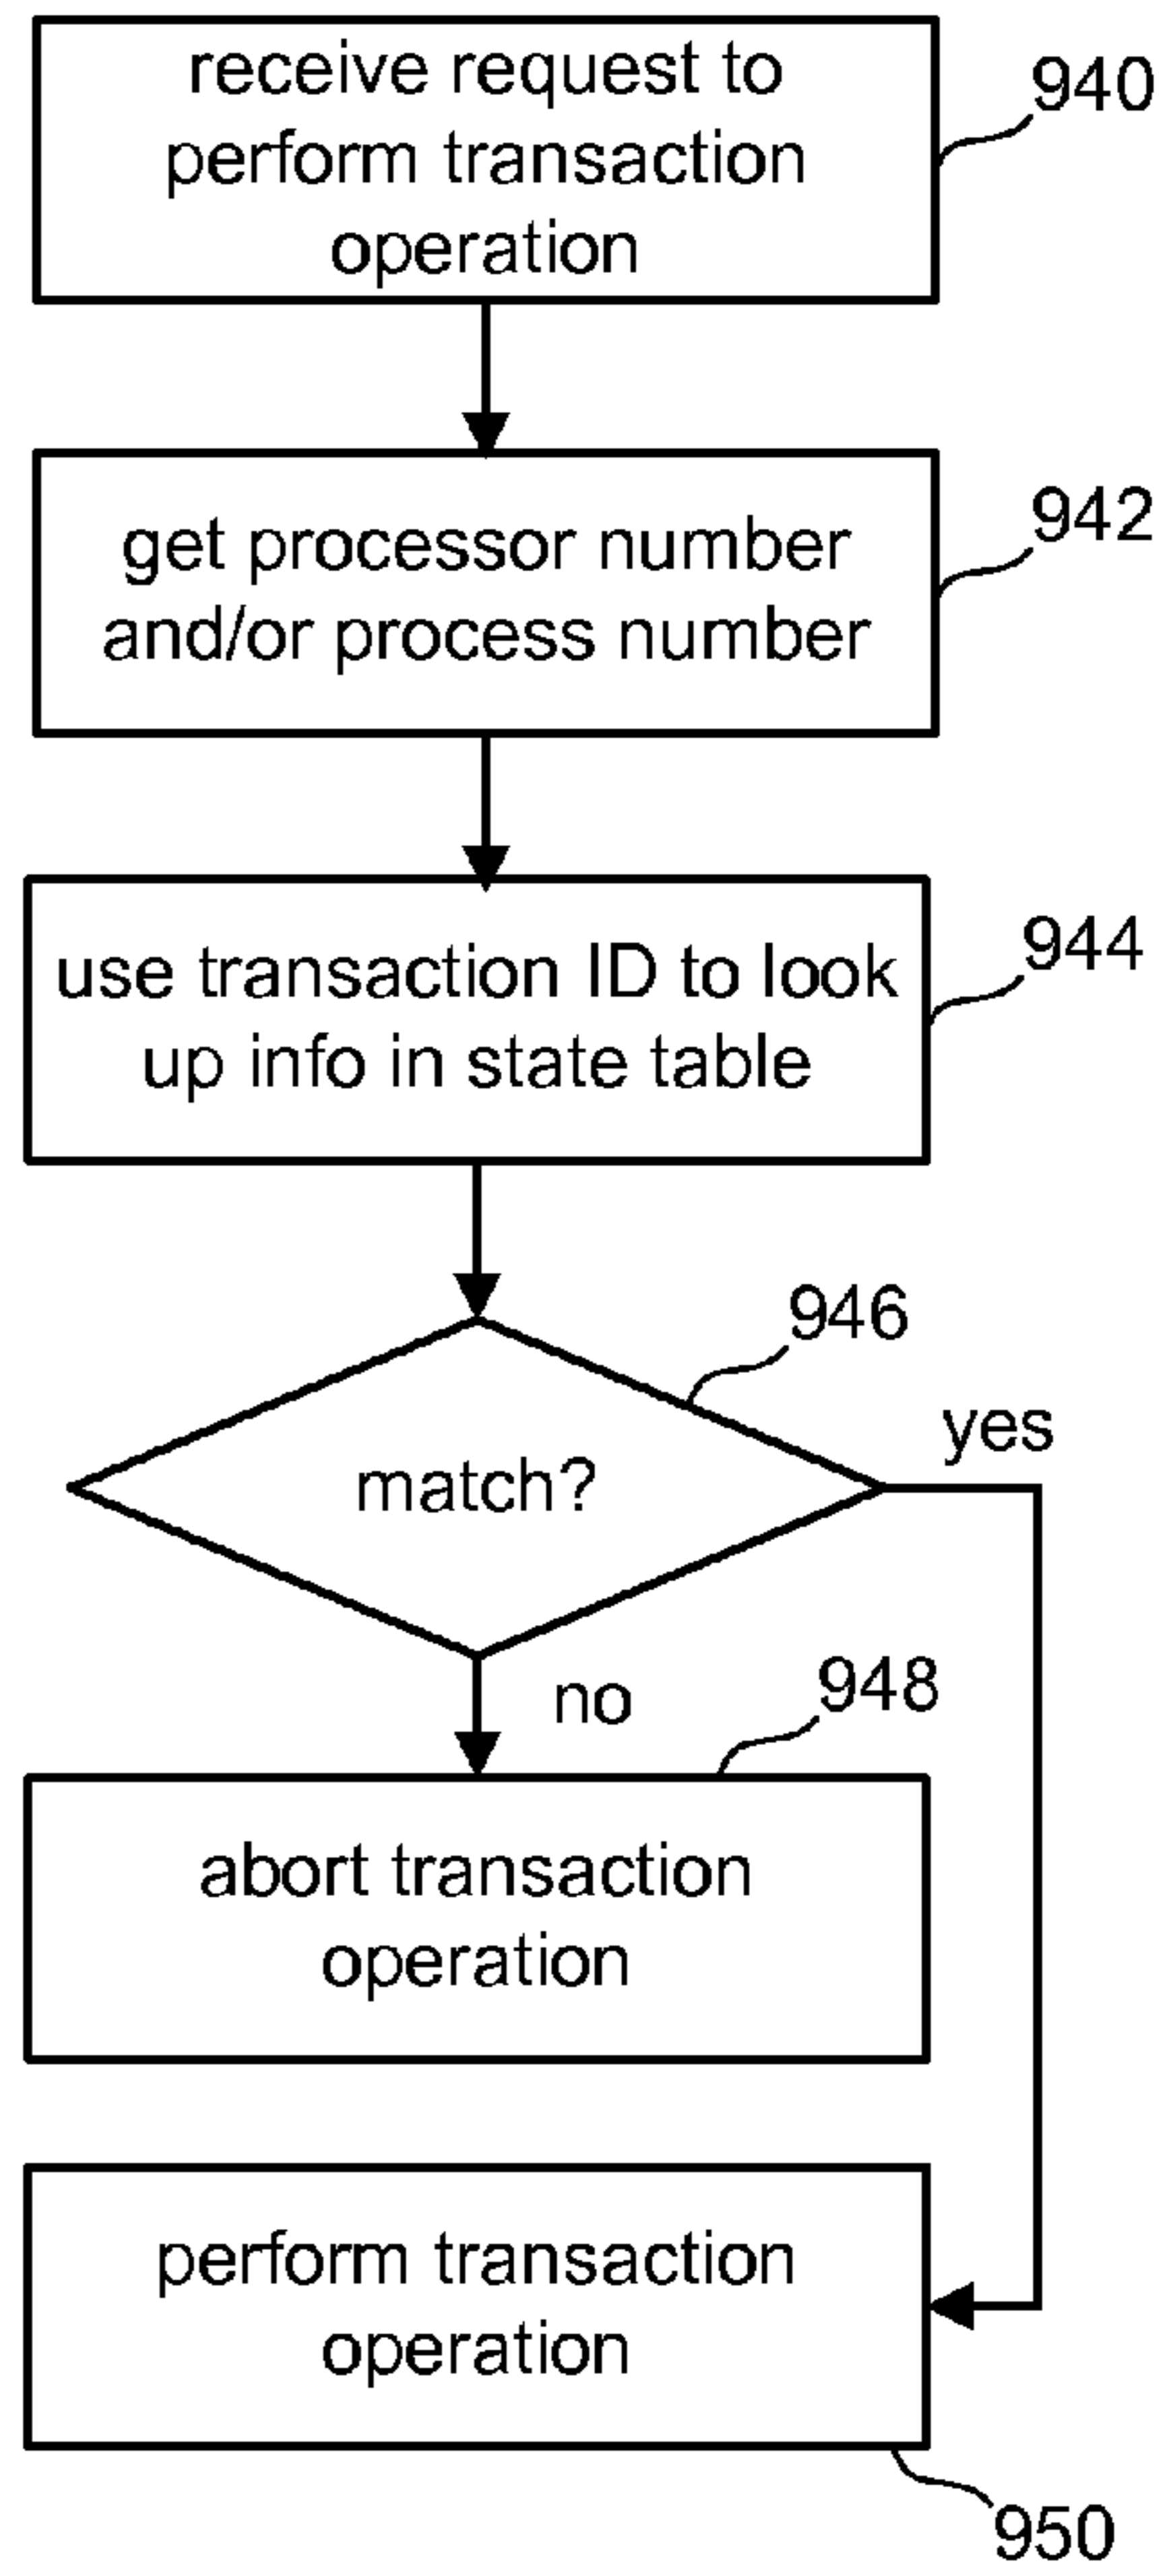 receive request to
perform transaction
operation
940
get processor number
and/or process number
942
use transaction ID to look
up info in state table
944
946
match?
yes
no
948
abort transaction
operation
perform transaction
operation
950